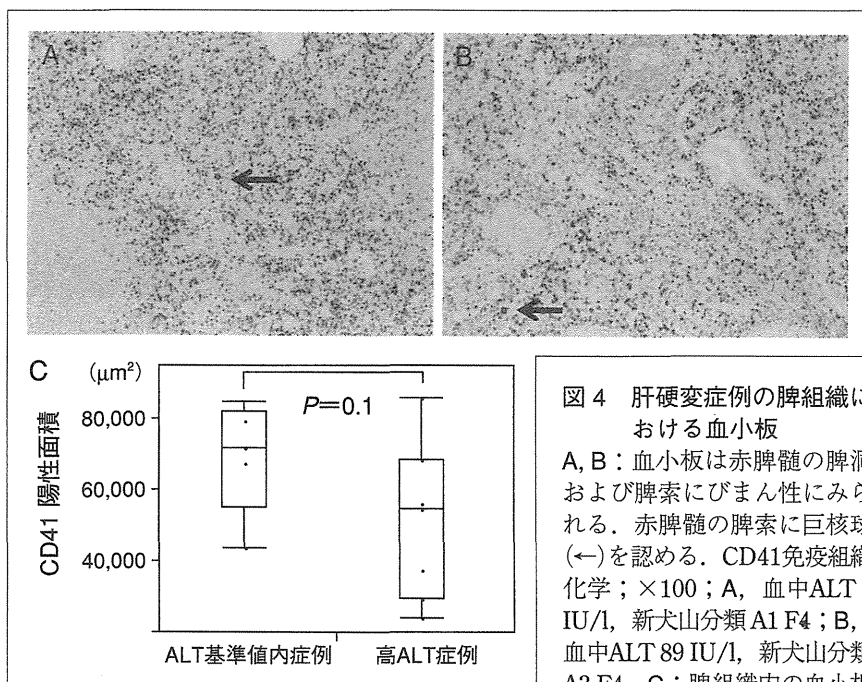 A
B
C
(μm²)
P=0.1
80,000
60,000
40,000
CD41 陽性面積
ALT基準値内症例
高ALT症例
図4 肝硬変症例の脾組織に
おける血小板
A, B:血小板は赤脾髄の脾洞
および脾索にびまん性にみら
れる.赤脾髄の脾索に巨核球
(←)を認める.CD41免疫組織
化学;×100;A,血中ALT
IU/l,新犬山分類 A1 F4;B,
血中ALT 89 IU/l,新犬山分類